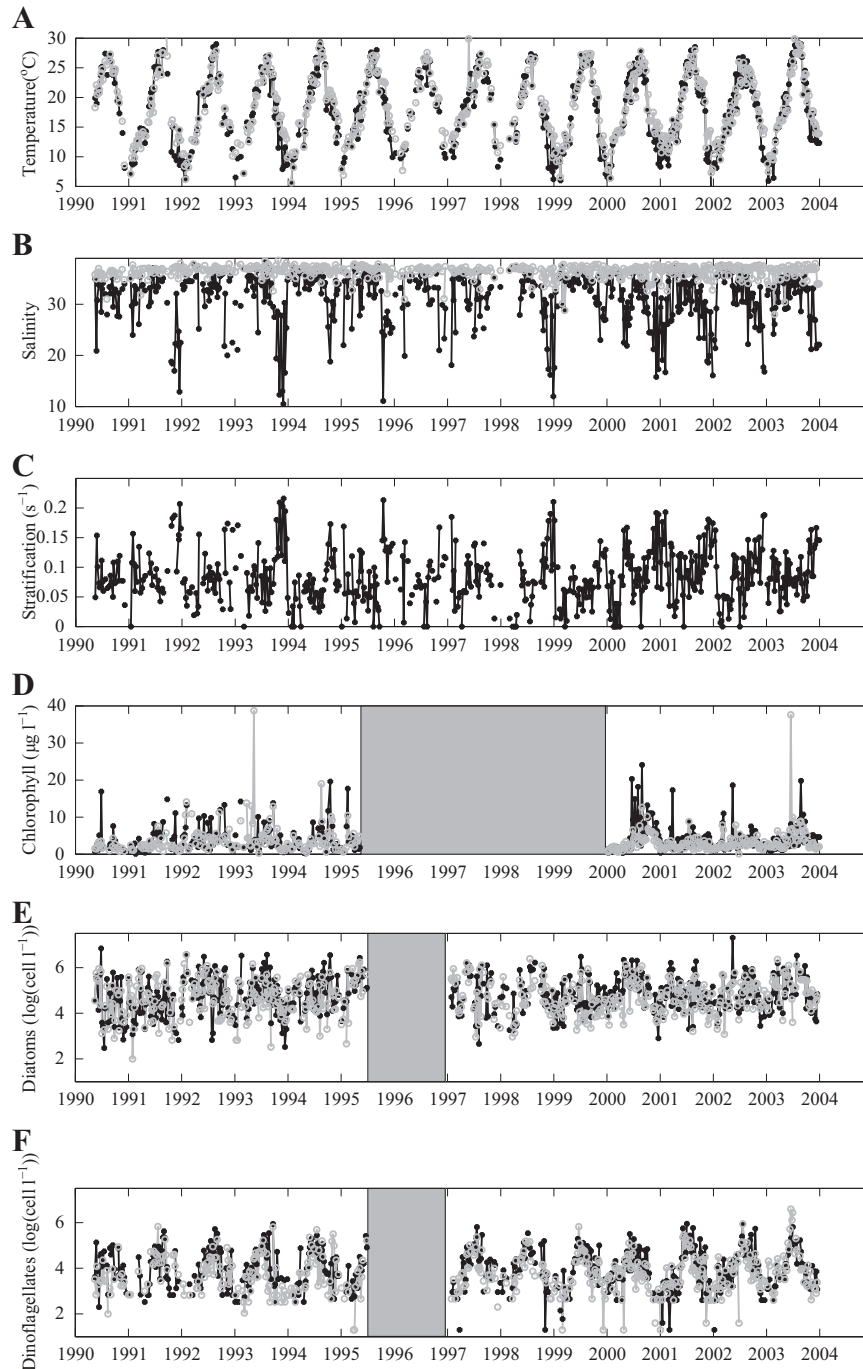 A
Temperature(°C)
30
25
20
15
10
5
1990 1991 1992 1993 1994 1995 1996 1997 1998 1999 2000 2001 2002 2003 2004
B
Salinity
30
20
10
1990 1991 1992 1993 1994 1995 1996 1997 1998 1999 2000 2001 2002 2003 2004
C
Stratification (s⁻¹)
0.2
0.15
0.1
0.05
0
1990 1991 1992 1993 1994 1995 1996 1997 1998 1999 2000 2001 2002 2003 2004
D
Chlorophyll (µg l⁻¹)
40
30
20
10
0
1990 1991 1992 1993 1994 1995 1996 1997 1998 1999 2000 2001 2002 2003 2004
E
Diatoms (log(cell l⁻¹))
6
4
2
1990 1991 1992 1993 1994 1995 1996 1997 1998 1999 2000 2001 2002 2003 2004
F
Dinoflagellates (log(cell l⁻¹))
6
4
2
1990 1991 1992 1993 1994 1995 1996 1997 1998 1999 2000 2001 2002 2003 2004